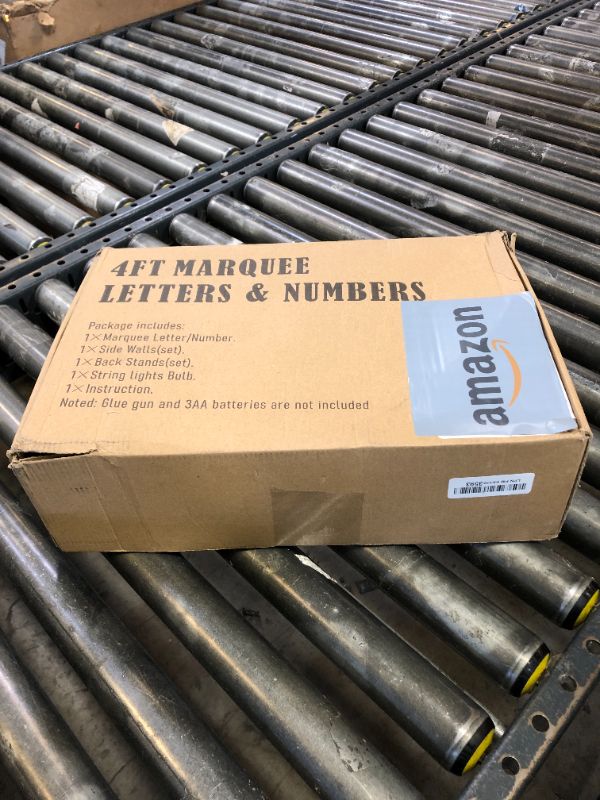 4FT MARQUEE
LETTERS & NUMBERS
Package includes:
1×Marquee Letter/Number.
1×Side Walls(set).
1×Back Stands(set).
1×String lights Bulb.
1×Instruction.
Noted: Glue gun and 3AA batteries are not included
amazon
3593